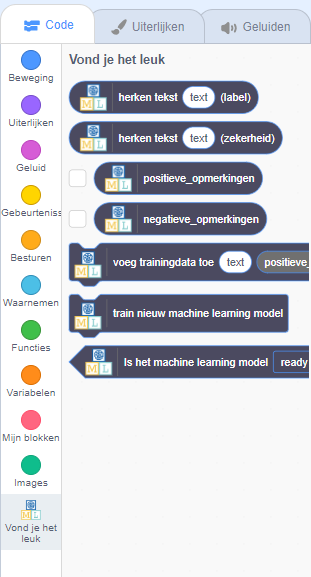 Code
Uiterlijken
Geluiden
Beweging
Uiterlijken
Geluid
Gebeurteniss
Besturen
Waarnemen
Functies
Variabelen
Mijn blokken
Images
Vond je het
leuk
Vond je het leuk
ML herken tekst text (label)
ML herken tekst text (zekerheid)
ML positieve_opmerkingen
ML negatieve_opmerkingen
ML voeg trainingdata toe text positieve_
ML train nieuw machine learning model
ML Is het machine learning model ready